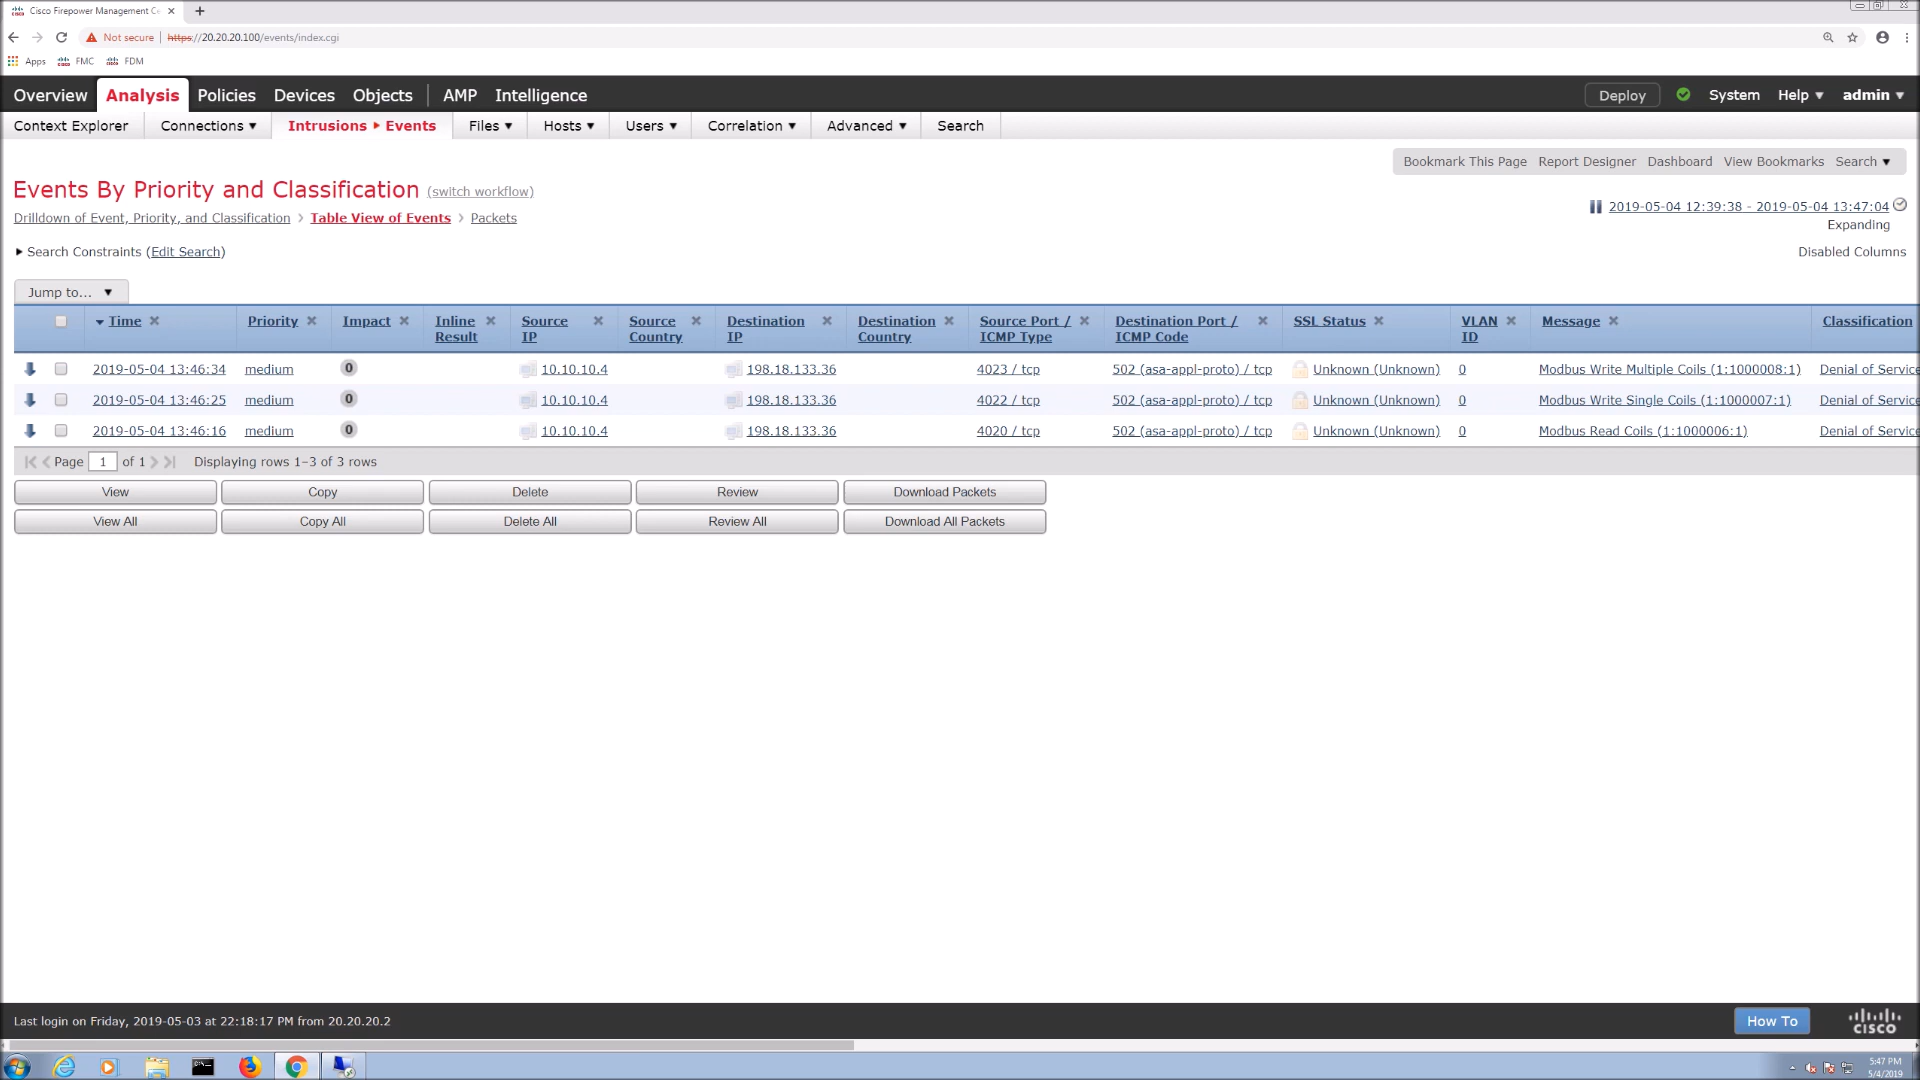 Cisco Firepower Management Ce
Not secure | https://20.20.20.100/events/index.cgi
Apps FMC FDM
Overview Analysis Policies Devices Objects AMP Intelligence Deploy System Help ▼ admin ▼
Context Explorer Connections ▼ Intrusions ▸ Events Files ▼ Hosts ▼ Users ▼ Correlation ▼ Advanced ▼ Search
Bookmark This Page Report Designer Dashboard View Bookmarks Search ▼
Events By Priority and Classification (switch workflow)
2019-05-04 12:39:38 - 2019-05-04 13:47:04
Drilldown of Event, Priority, and Classification > Table View of Events > Packets
Expanding
Search Constraints (Edit Search) Disabled Columns
Jump to... ▼
Time Priority Impact Inline Result Source IP Source Country Destination IP Destination Country Source Port / ICMP Type Destination Port / ICMP Code SSL Status VLAN ID Message Classification
2019-05-04 13:46:34 medium 0 10.10.10.4 198.18.133.36 4023 / tcp 502 (asa-appl-proto) / tcp Unknown (Unknown) 0 Modbus Write Multiple Coils (1:1000008:1) Denial of Service
2019-05-04 13:46:25 medium 0 10.10.10.4 198.18.133.36 4022 / tcp 502 (asa-appl-proto) / tcp Unknown (Unknown) 0 Modbus Write Single Coils (1:1000007:1) Denial of Service
2019-05-04 13:46:16 medium 0 10.10.10.4 198.18.133.36 4020 / tcp 502 (asa-appl-proto) / tcp Unknown (Unknown) 0 Modbus Read Coils (1:1000006:1) Denial of Service
Page 1 of 1 Displaying rows 1–3 of 3 rows
View Copy Delete Review Download Packets
View All Copy All Delete All Review All Download All Packets
Last login on Friday, 2019-05-03 at 22:18:17 PM from 20.20.20.2 How To CISCO
5:47 PM
5/4/2019